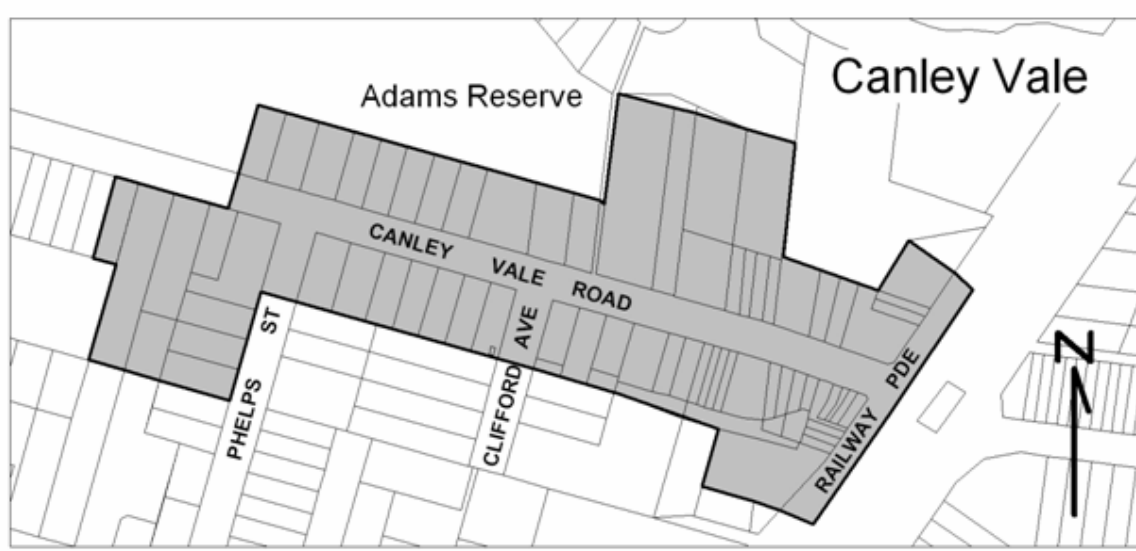 Canley Vale
Adams Reserve
CANLEY VALE ROAD
PHELPS ST
CLIFFORD AVE
RAILWAY PDE
N